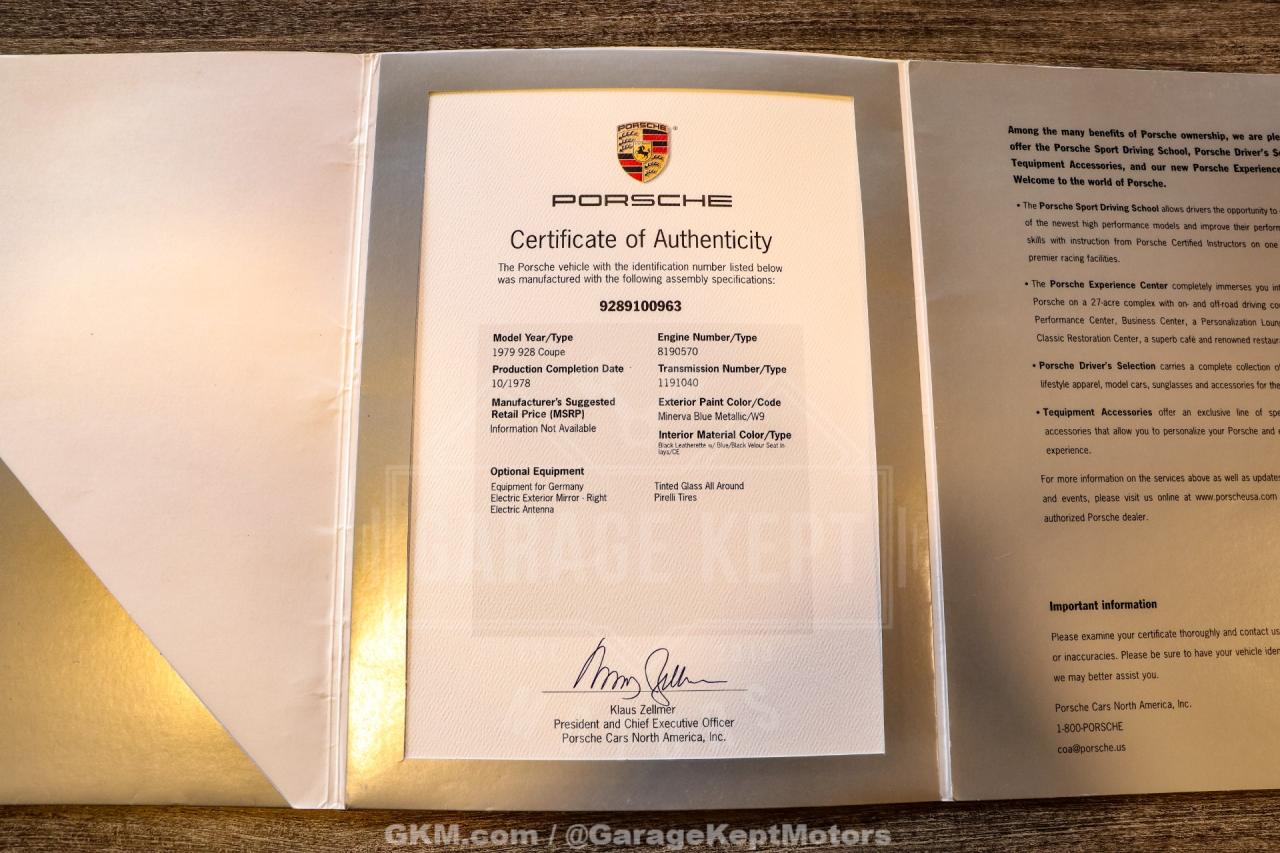 PORSCHE
PORSCHE
Certificate of Authenticity
The Porsche vehicle with the identification number listed below
was manufactured with the following assembly specifications:
9289100963
Model Year/Type
1979 928 Coupe
Production Completion Date
10/1978
Manufacturer's Suggested
Retail Price (MSRP)
Information Not Available
Engine Number/Type
8190570
Transmission Number/Type
1191040
Exterior Paint Color/Code
Minerva Blue Metallic/W9
Interior Material Color/Type
Black Leatherette w/ Blue/Black Velour Seat In
lays/CE
Optional Equipment
Equipment for Germany
Electric Exterior Mirror - Right
Electric Antenna
Tinted Glass All Around
Pirelli Tires
GARAGE KEPT
Klaus Zellmer
President and Chief Executive Officer
Porsche Cars North America, Inc.
Among the many benefits of Porsche ownership, we are
offer the Porsche Sport Driving School, Porsche Driver's
Tequipment Accessories, and our new Porsche Experience
Welcome to the world of Porsche.
• The Porsche Sport Driving School allows drivers the opportunity to
of the newest high performance models and improve their
skills with instruction from Porsche Certified Instructors on one
premier racing facilities.
• The Porsche Experience Center completely immerses you
Porsche on a 27-acre complex with on- and off-road driving
Performance Center, Business Center, a Personalization
Classic Restoration Center, a superb café and renowned
• Porsche Driver's Selection carries a complete collection
lifestyle apparel, model cars, sunglasses and accessories for the
• Tequipment Accessories offer an exclusive line of
accessories that allow you to personalize your Porsche and
experience.
For more information on the services above as well as updates
and events, please visit us online at www.porscheusa.com
authorized Porsche dealer.
Important information
Please examine your certificate thoroughly and contact us
or inaccuracies. Please be sure to have your vehicle
we may better assist you.
Porsche Cars North America, Inc.
1-800-PORSCHE
coa@porsche.us
GKM.com / @GarageKeptMotors